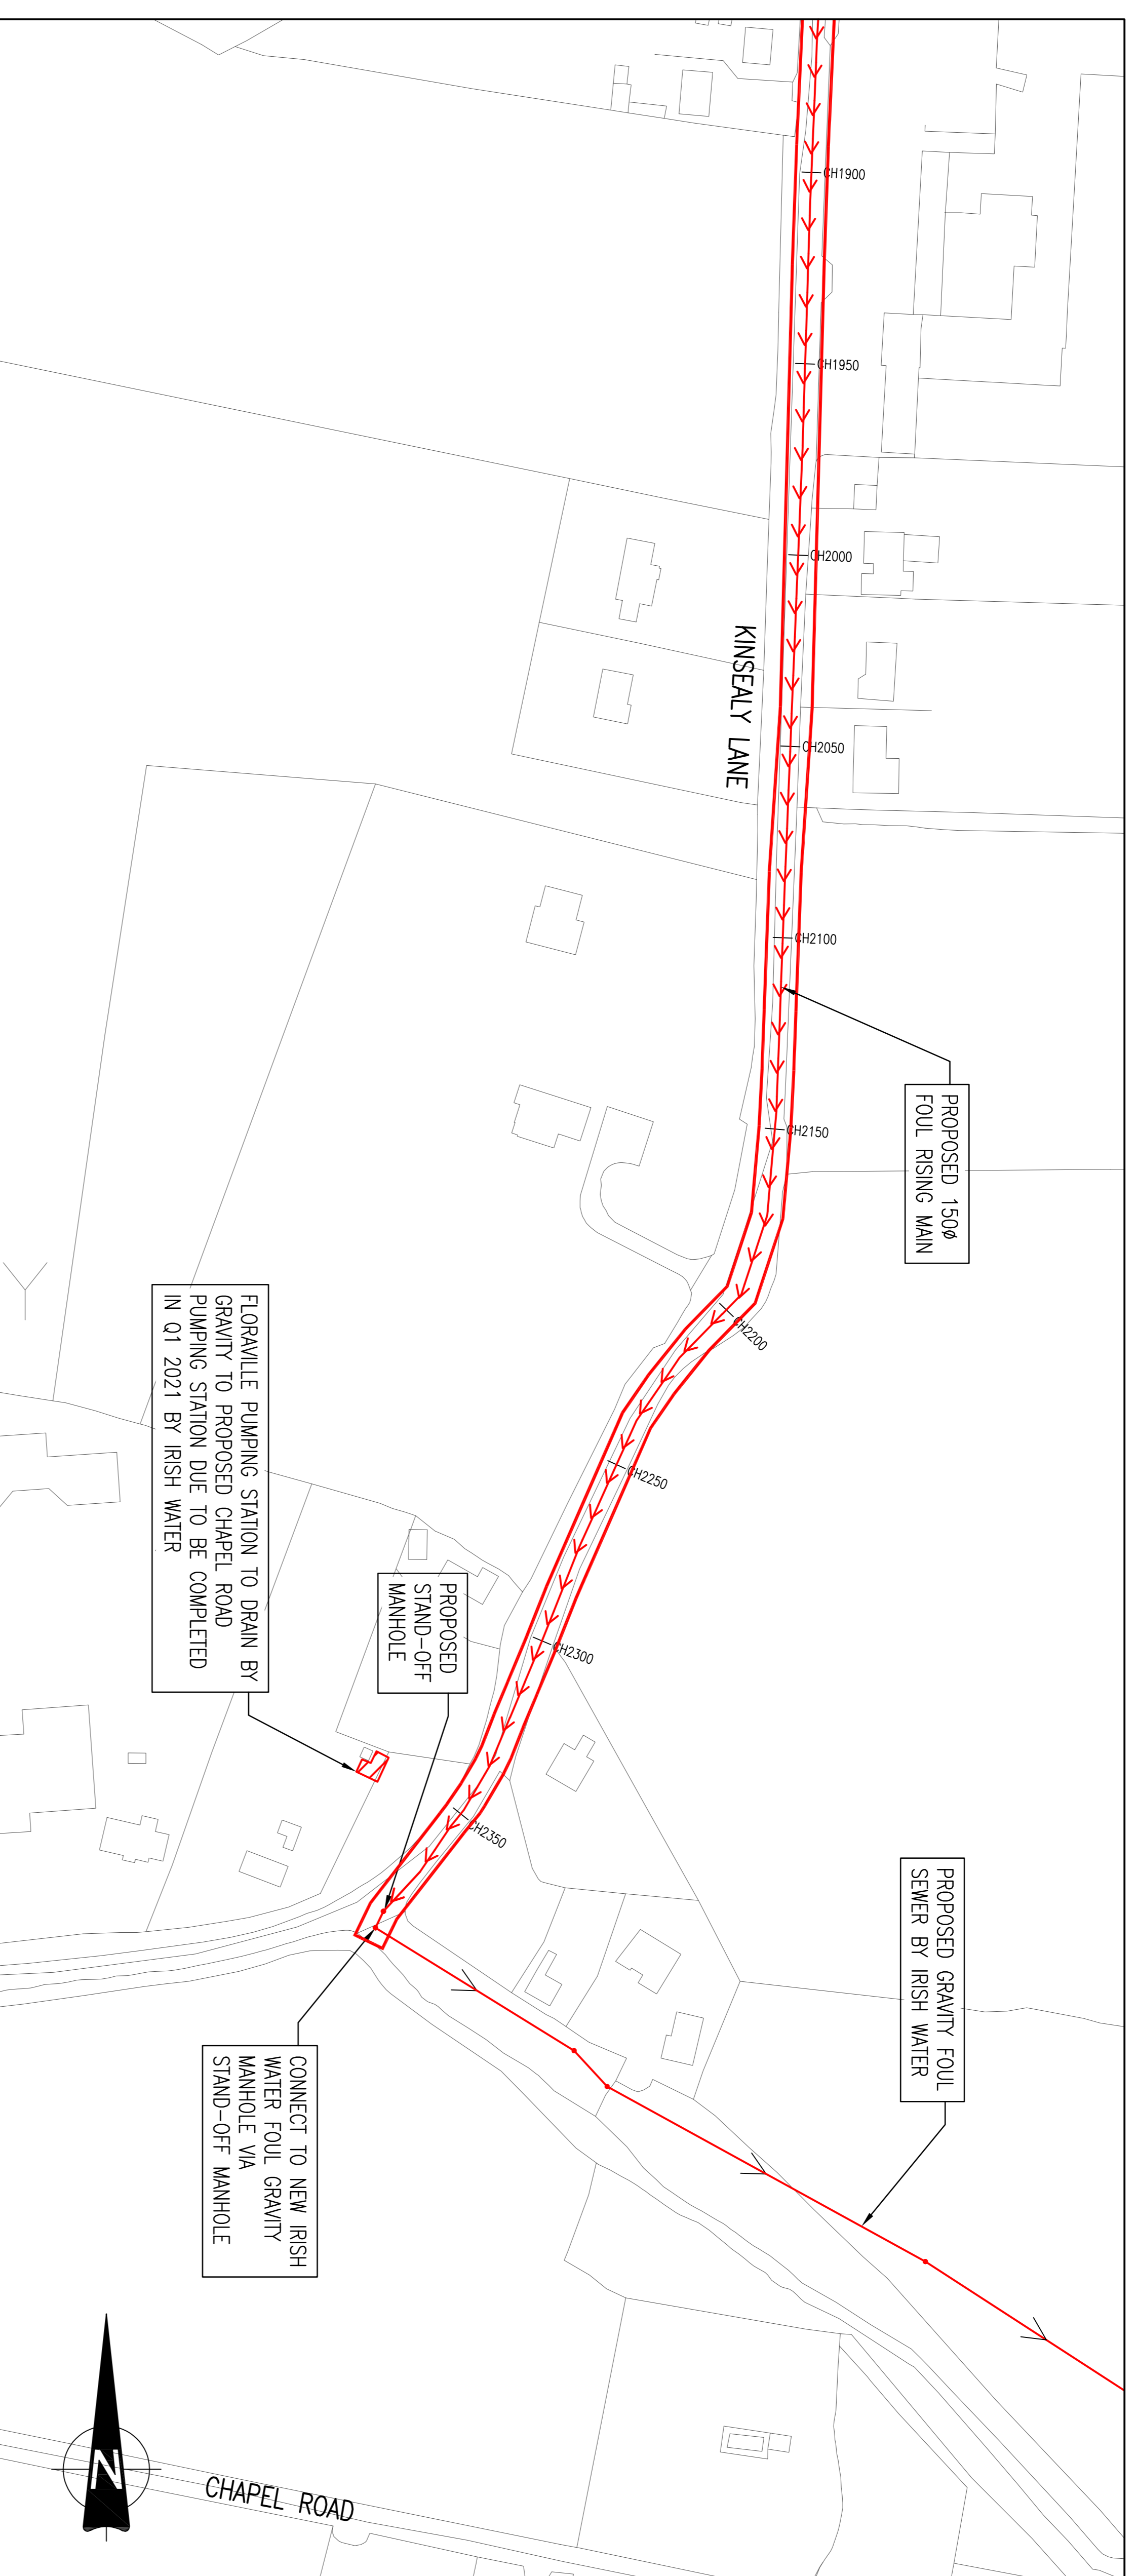 CH1900
CH1950
CH2000
CH2050
CH2100
CH2150
CH2200
CH2250
CH2300
CH2350
KINSEALY LANE
PROPOSED 150Ø
FOUL RISING MAIN
FLORAVILLE PUMPING STATION TO DRAIN BY
GRAVITY TO PROPOSED CHAPEL ROAD
PUMPING STATION DUE TO BE COMPLETED
IN Q1 2021 BY IRISH WATER
PROPOSED
STAND-OFF
MANHOLE
PROPOSED GRAVITY FOUL
SEWER BY IRISH WATER
CONNECT TO NEW IRISH
WATER FOUL GRAVITY
MANHOLE VIA
STAND-OFF MANHOLE
CHAPEL ROAD
N